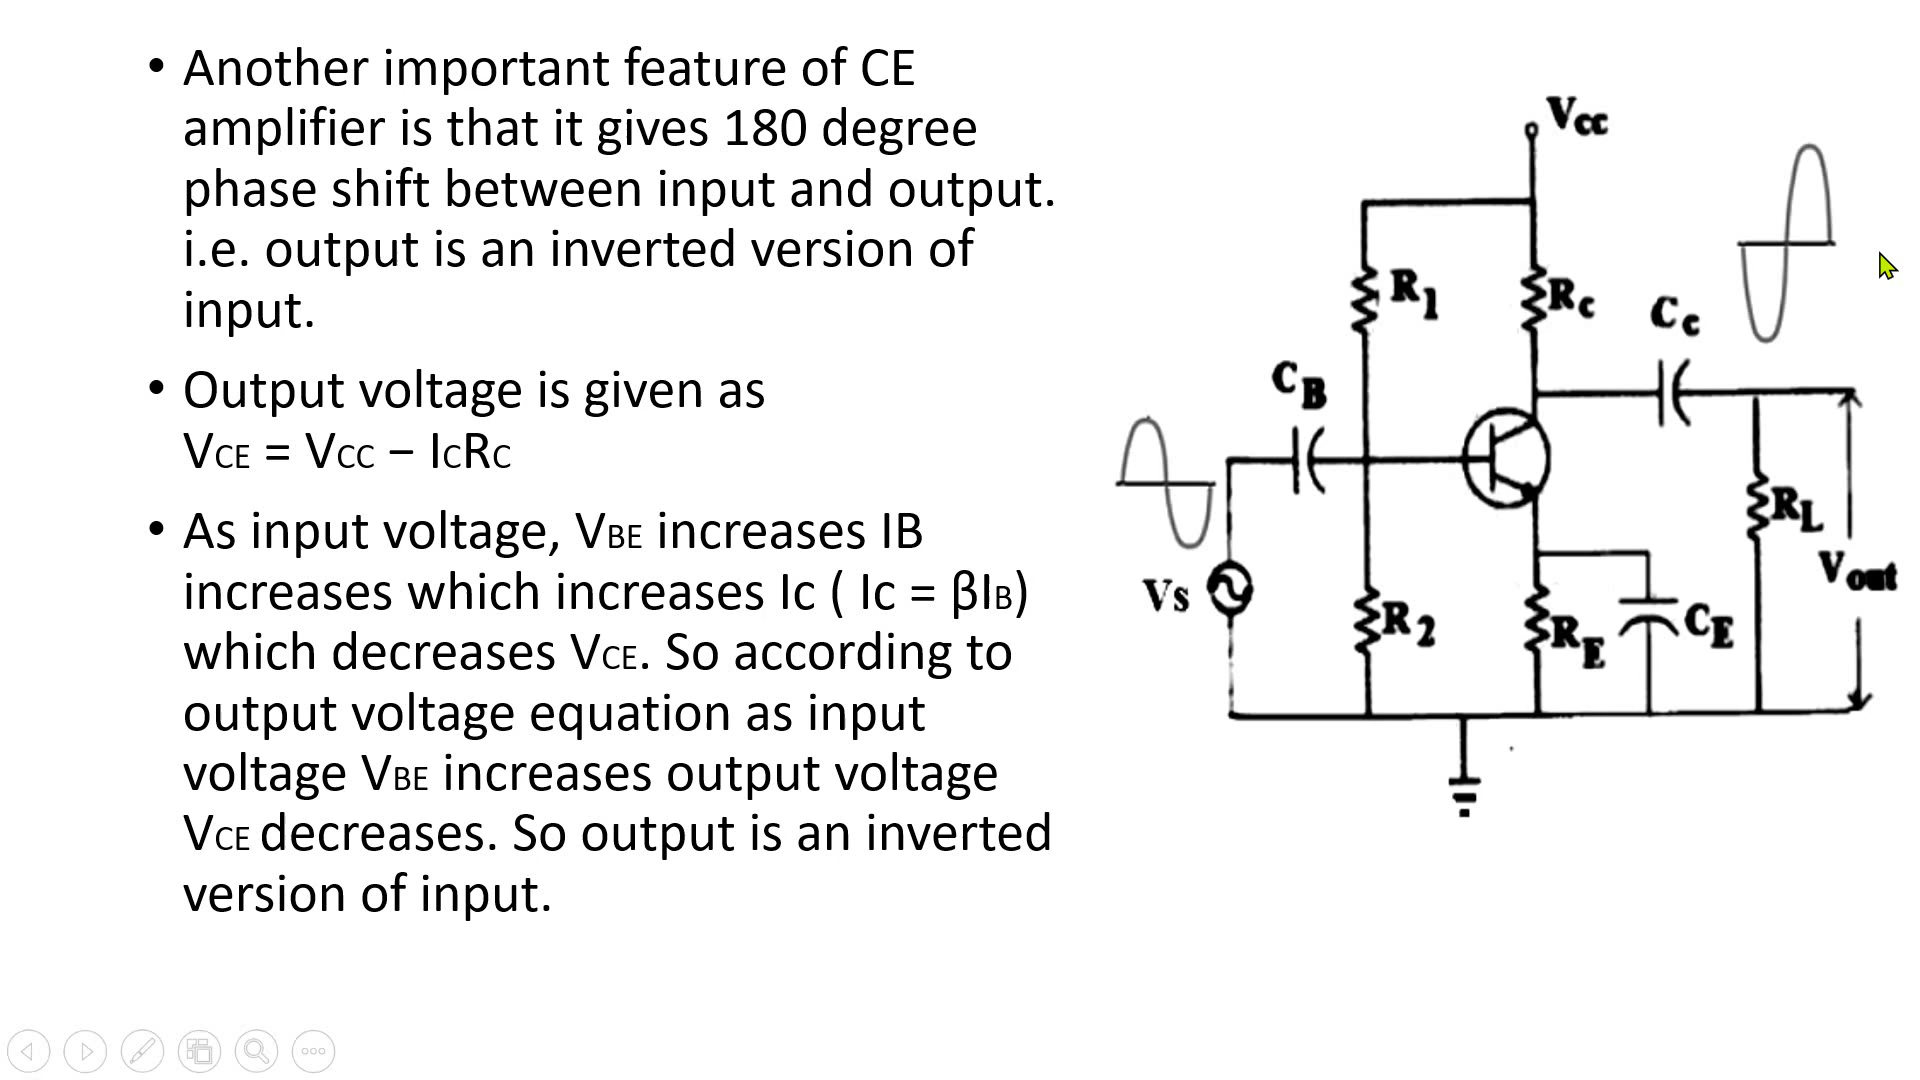 • Another important feature of CE
amplifier is that it gives 180 degree
phase shift between input and output.
i.e. output is an inverted version of
input.
• Output voltage is given as
VCE = VCC − ICRC
• As input voltage, VBE increases IB
increases which increases Ic ( Ic = βIB)
which decreases VCE. So according to
output voltage equation as input
voltage VBE increases output voltage
VCE decreases. So output is an inverted
version of input.
Vcc
R1
Rc
Cc
CB
RL
Vout
Vs
R2
RE
CE